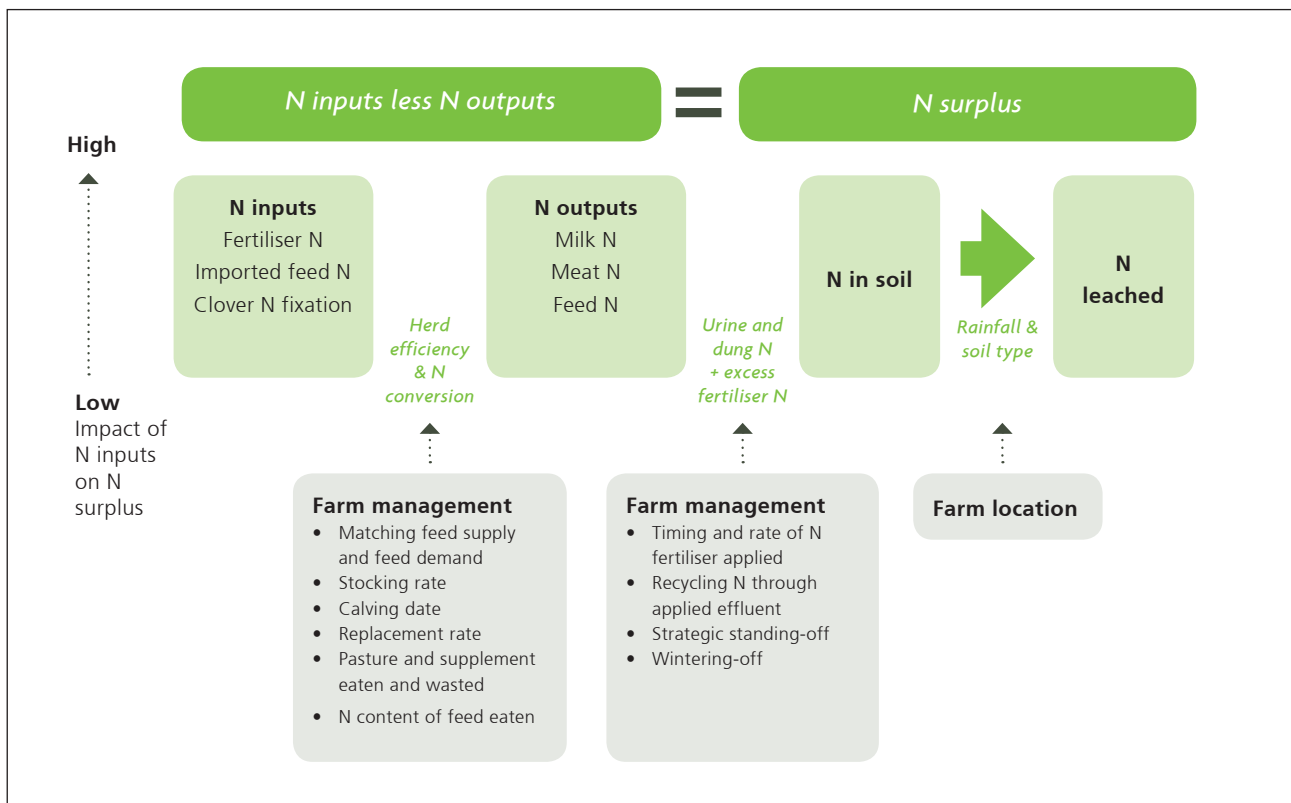 N inputs less N outputs
=
N surplus
High
Low
Impact of
N inputs
on N
surplus
N inputs
Fertiliser N
Imported feed N
Clover N fixation
Herd
efficiency
& N
conversion
N outputs
Milk N
Meat N
Feed N
Urine and
dung N
+ excess
fertiliser N
N in soil
Rainfall &
soil type
N
leached
Farm management
• Matching feed supply
and feed demand
• Stocking rate
• Calving date
• Replacement rate
• Pasture and supplement
eaten and wasted
• N content of feed eaten
Farm management
• Timing and rate of N
fertiliser applied
• Recycling N through
applied effluent
• Strategic standing-off
• Wintering-off
Farm location